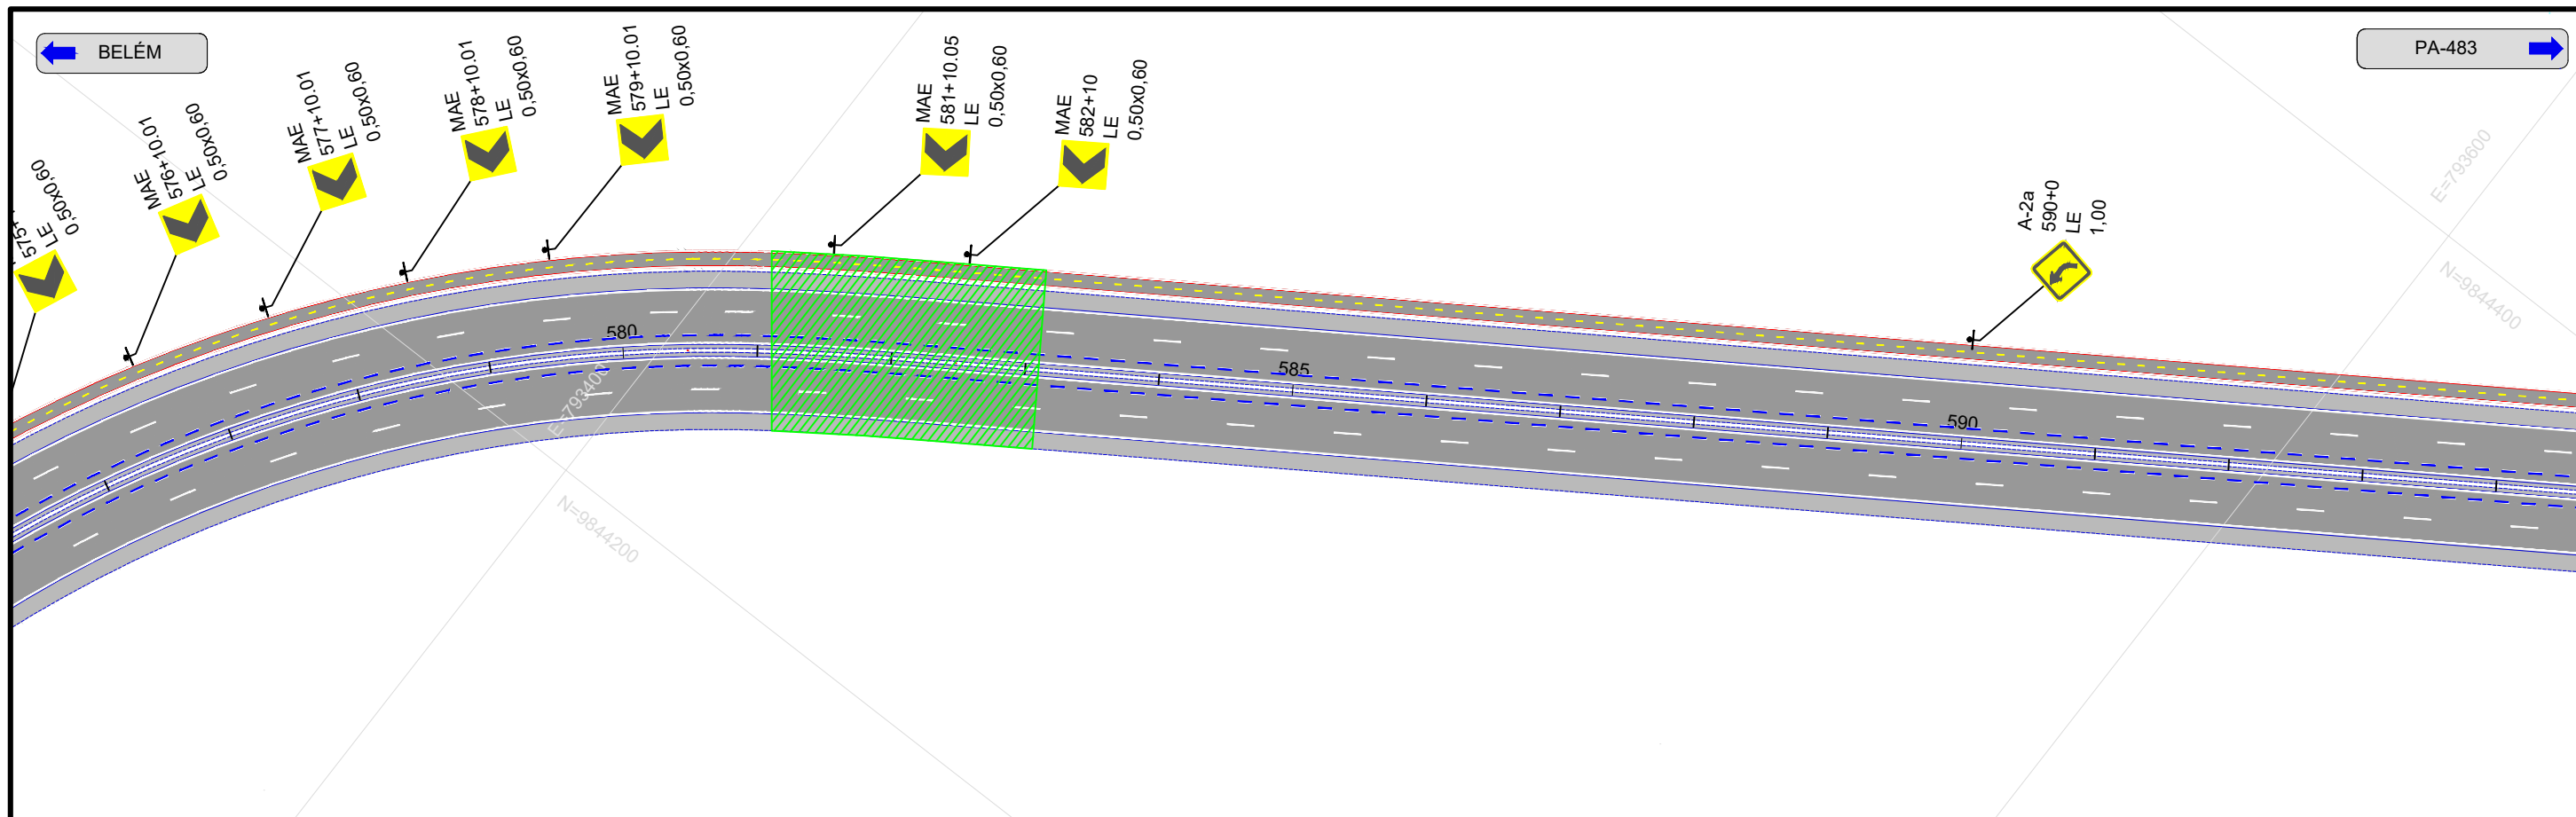 BELÉM
PA-483
575+
LE
0,50x0,60
MAE
576+10.01
LE
0,50x0,60
MAE
577+10.01
LE
0,50x0,60
MAE
578+10.01
LE
0,50x0,60
MAE
579+10.01
LE
0,50x0,60
MAE
581+10.05
LE
0,50x0,60
MAE
582+10
LE
0,50x0,60
A-2a
590+0
LE
1,00
E=793600
N=9844400
580
585
590
E=793400
N=9844200